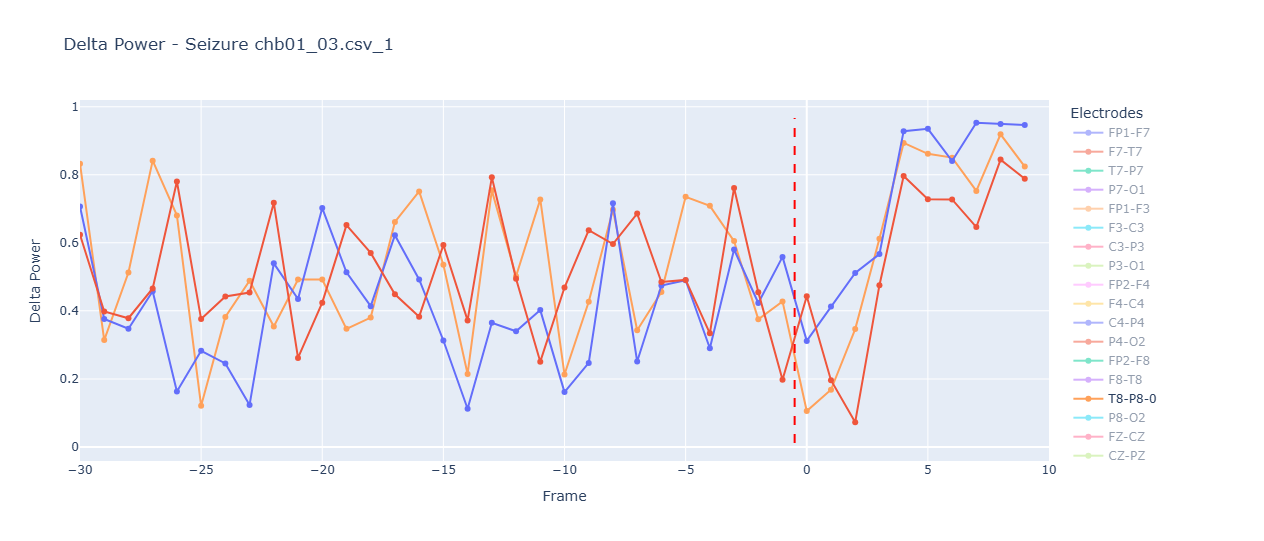 Delta Power - Seizure chb01_03.csv_1
Electrodes
FP1-F7
F7-T7
T7-P7
P7-O1
FP1-F3
F3-C3
C3-P3
P3-O1
FP2-F4
F4-C4
C4-P4
P4-O2
FP2-F8
F8-T8
T8-P8-0
P8-O2
FZ-CZ
CZ-PZ
Delta Power
1
0.8
0.6
0.4
0.2
0
−30 −25 −20 −15 −10 −5 0 5 10
Frame